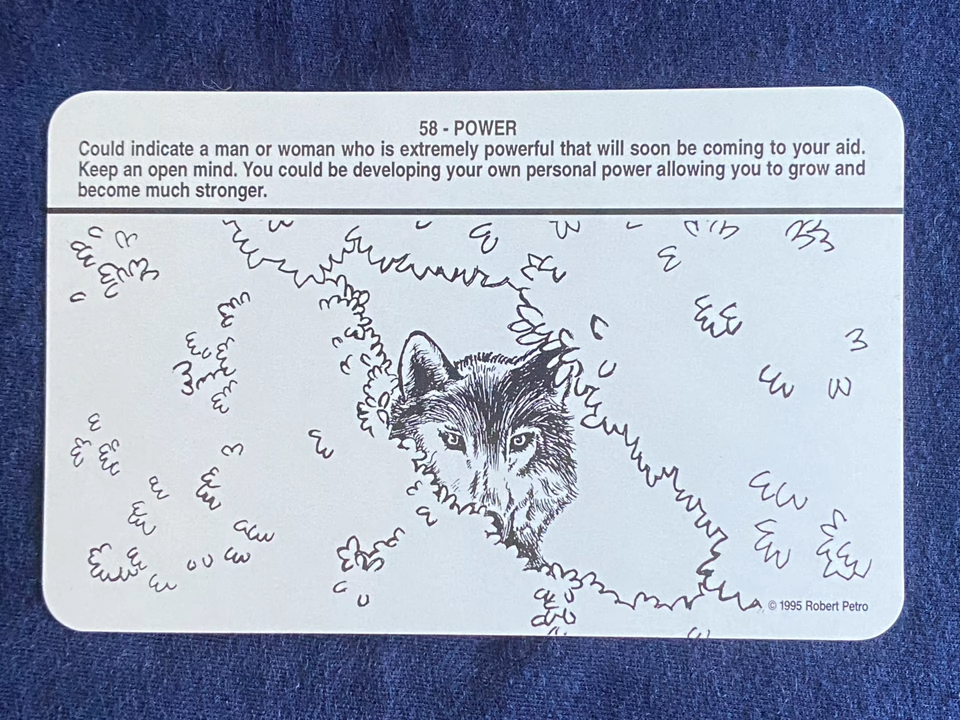 58 - POWER
Could indicate a man or woman who is extremely powerful that will soon be coming to your aid.
Keep an open mind. You could be developing your own personal power allowing you to grow and
become much stronger.
© 1995 Robert Petro